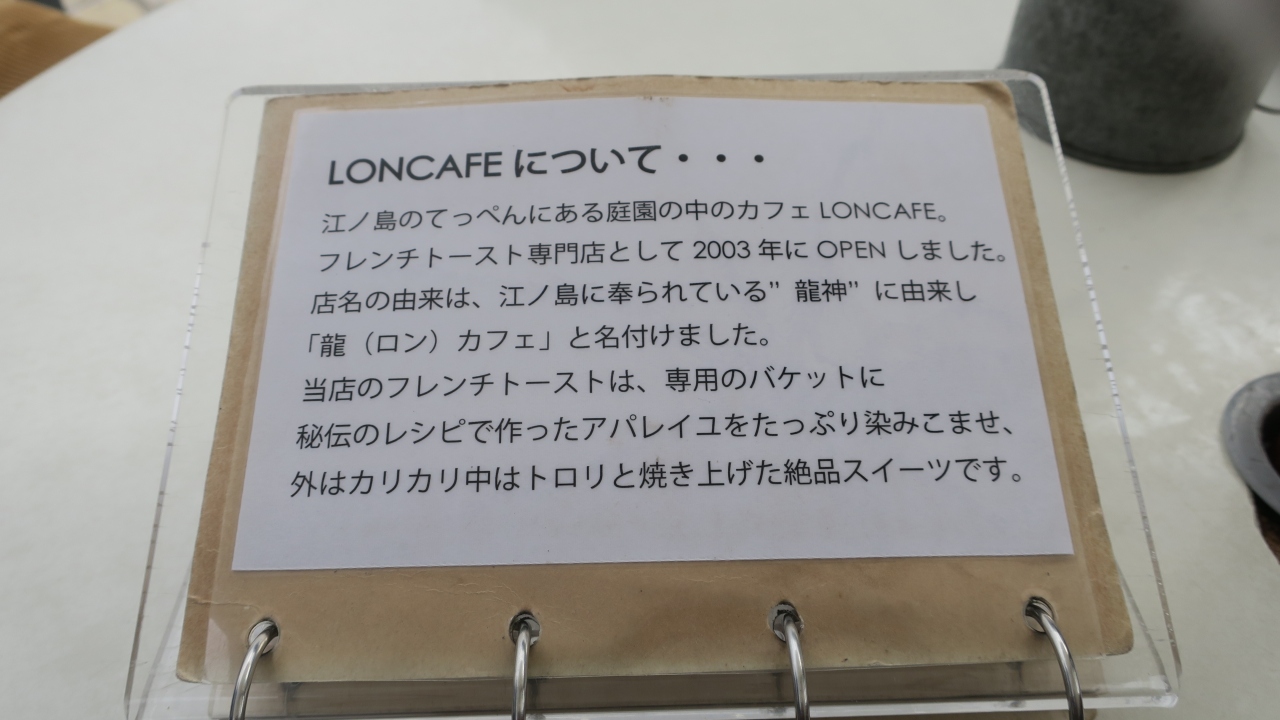 LONCAFE について・・・
江ノ島のてっぺんにある庭園の中のカフェ LONCAFE。
フレンチトースト専門店として 2003 年に OPEN しました。
店名の由来は、江ノ島に奉られている”龍神”に由来し
「龍（ロン）カフェ」と名付けました。
当店のフレンチトーストは、専用のバケットに
秘伝のレシピで作ったアパレイユをたっぷり染みこませ、
外はカリカリ中はトロリと焼き上げた絶品スイーツです。